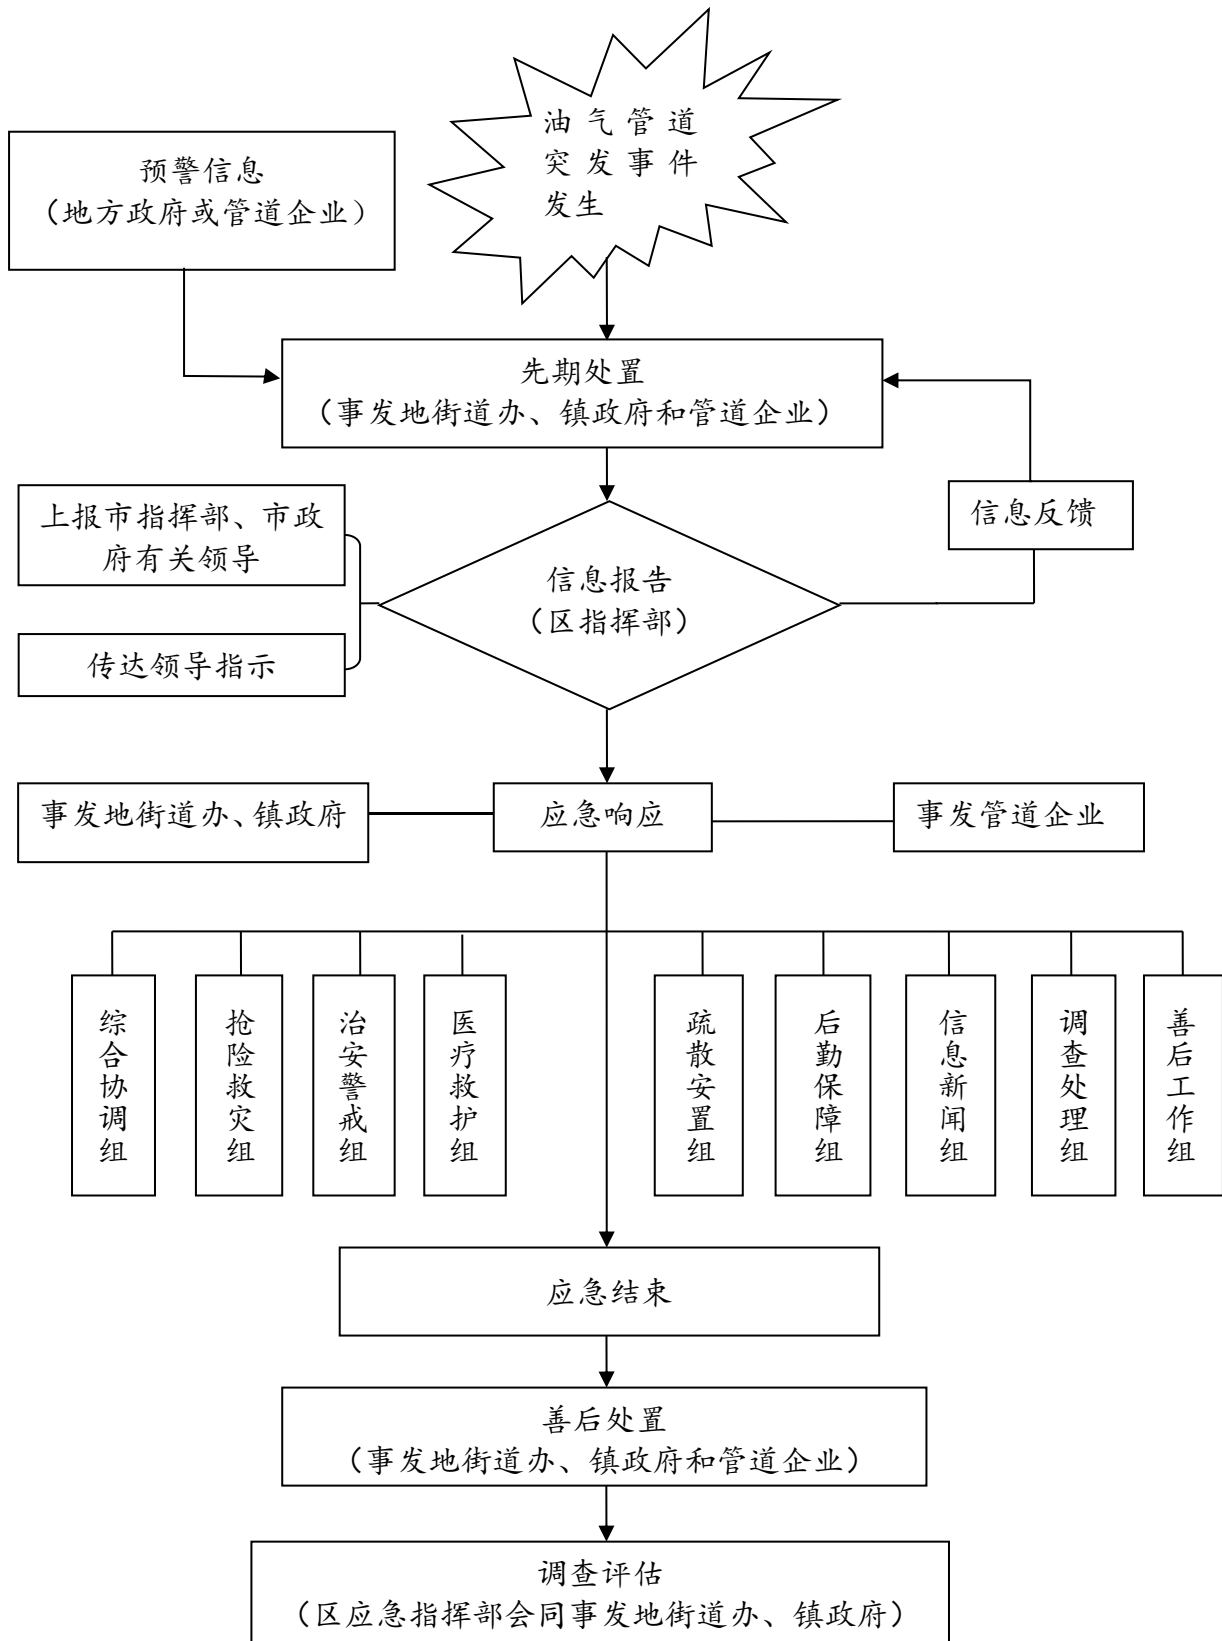 油气管道
突发事件
发生
预警信息
（地方政府或管道企业）
先期处置
（事发地街道办、镇政府和管道企业）
上报市指挥部、市政
府有关领导
信息反馈
信息报告
（区指挥部）
传达领导指示
事发地街道办、镇政府
应急响应
事发管道企业
综合协调组
抢险救灾组
治安警戒组
医疗救护组
疏散安置组
后勤保障组
信息新闻组
调查处理组
善后工作组
应急结束
善后处置
（事发地街道办、镇政府和管道企业）
调查评估
（区应急指挥部会同事发地街道办、镇政府）